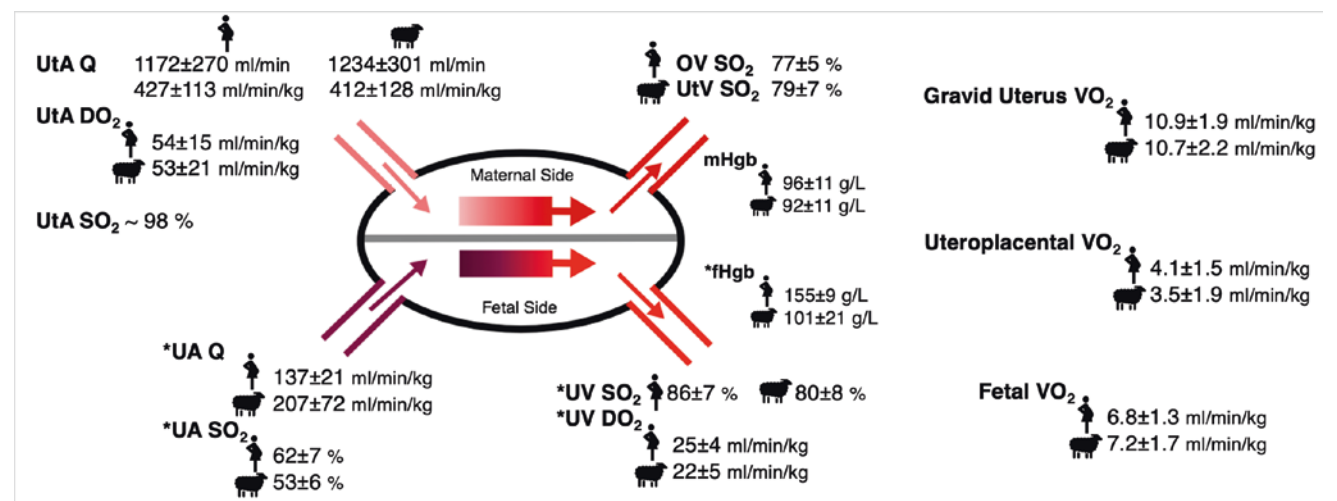 UtA Q 1172±270 ml/min 1234±301 ml/min
427±113 ml/min/kg 412±128 ml/min/kg
UtA DO₂
54±15 ml/min/kg
53±21 ml/min/kg
UtA SO₂ ~ 98 %
OV SO₂ 77±5 %
UtV SO₂ 79±7 %
mHgb
96±11 g/L
92±11 g/L
Maternal Side
Fetal Side
*fHgb
155±9 g/L
101±21 g/L
*UA Q
137±21 ml/min/kg
207±72 ml/min/kg
*UA SO₂
62±7 %
53±6 %
*UV SO₂ 86±7 % 80±8 %
*UV DO₂
25±4 ml/min/kg
22±5 ml/min/kg
Gravid Uterus VO₂
10.9±1.9 ml/min/kg
10.7±2.2 ml/min/kg
Uteroplacental VO₂
4.1±1.5 ml/min/kg
3.5±1.9 ml/min/kg
Fetal VO₂
6.8±1.3 ml/min/kg
7.2±1.7 ml/min/kg